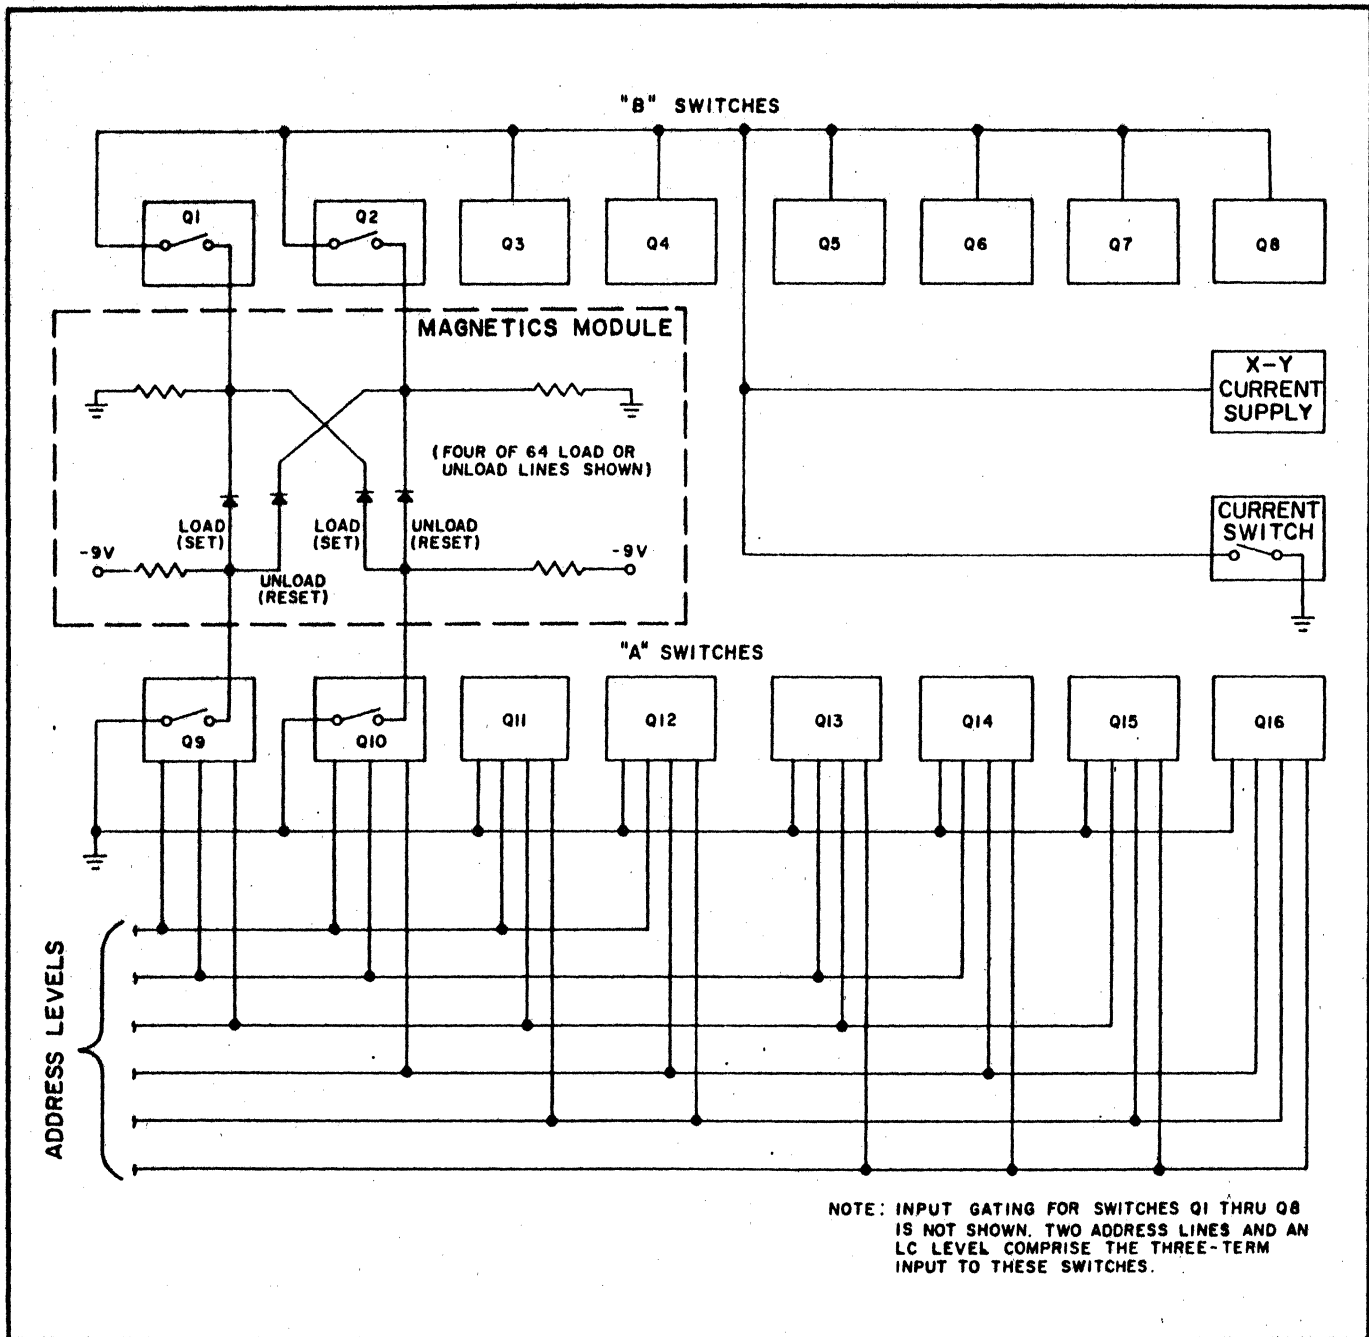 "B" SWITCHES
Q1
Q2
Q3
Q4
Q5
Q6
Q7
Q8
MAGNETICS MODULE
X-Y
CURRENT
SUPPLY
(FOUR OF 64 LOAD OR
UNLOAD LINES SHOWN)
LOAD
(SET)
LOAD
(SET)
UNLOAD
(RESET)
CURRENT
SWITCH
-9V
-9V
UNLOAD
(RESET)
"A" SWITCHES
Q9
Q10
Q11
Q12
Q13
Q14
Q15
Q16
ADDRESS LEVELS
NOTE: INPUT GATING FOR SWITCHES Q1 THRU Q8
IS NOT SHOWN. TWO ADDRESS LINES AND AN
LC LEVEL COMPRISE THE THREE-TERM
INPUT TO THESE SWITCHES.